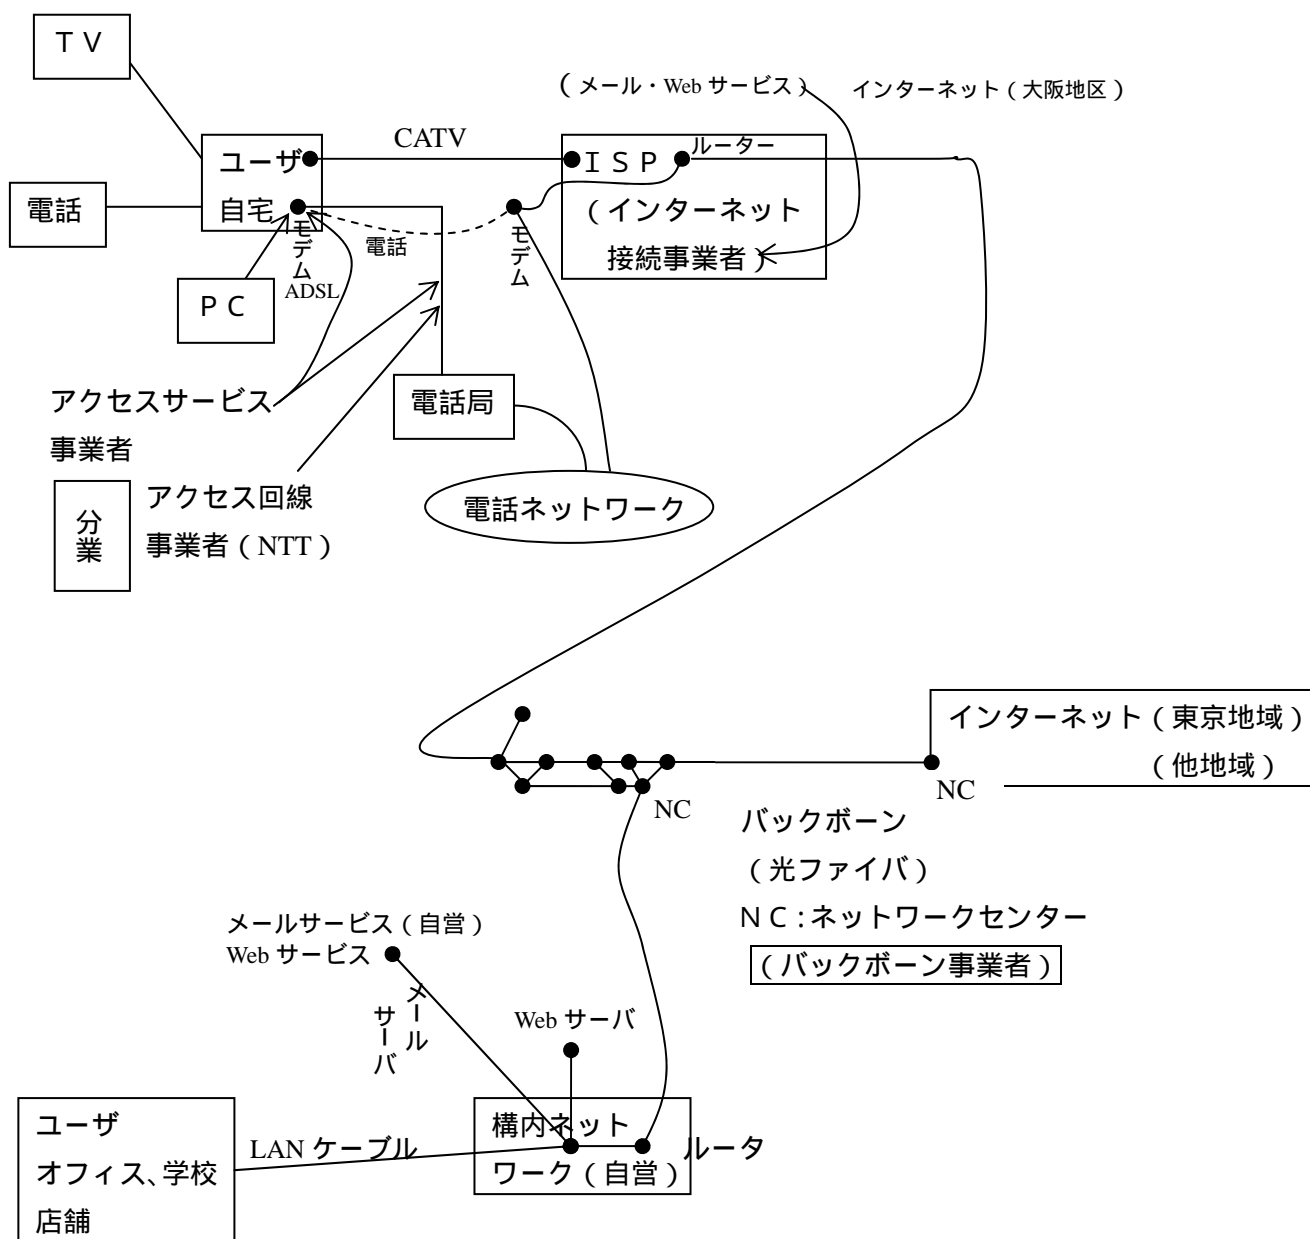 ＴＶ
(メール・Web サービス)
インターネット(大阪地区)
CATV
ルーター
ユーザ
ＩＳＰ
電話
自宅
(インターネット
接続事業者)
モデム
電話
モデム
ADSL
ＰＣ
アクセスサービス
事業者
電話局
分業
アクセス回線
事業者(NTT)
電話ネットワーク
インターネット(東京地域)
(他地域)
NC
NC
バックボーン
(光ファイバ)
ＮＣ:ネットワークセンター
(バックボーン事業者)
メールサービス(自営)
Web サービス
メール
サーバ
Web サーバ
構内ネット
ワーク(自営)
ルータ
LAN ケーブル
ユーザ
オフィス、学校
店舗